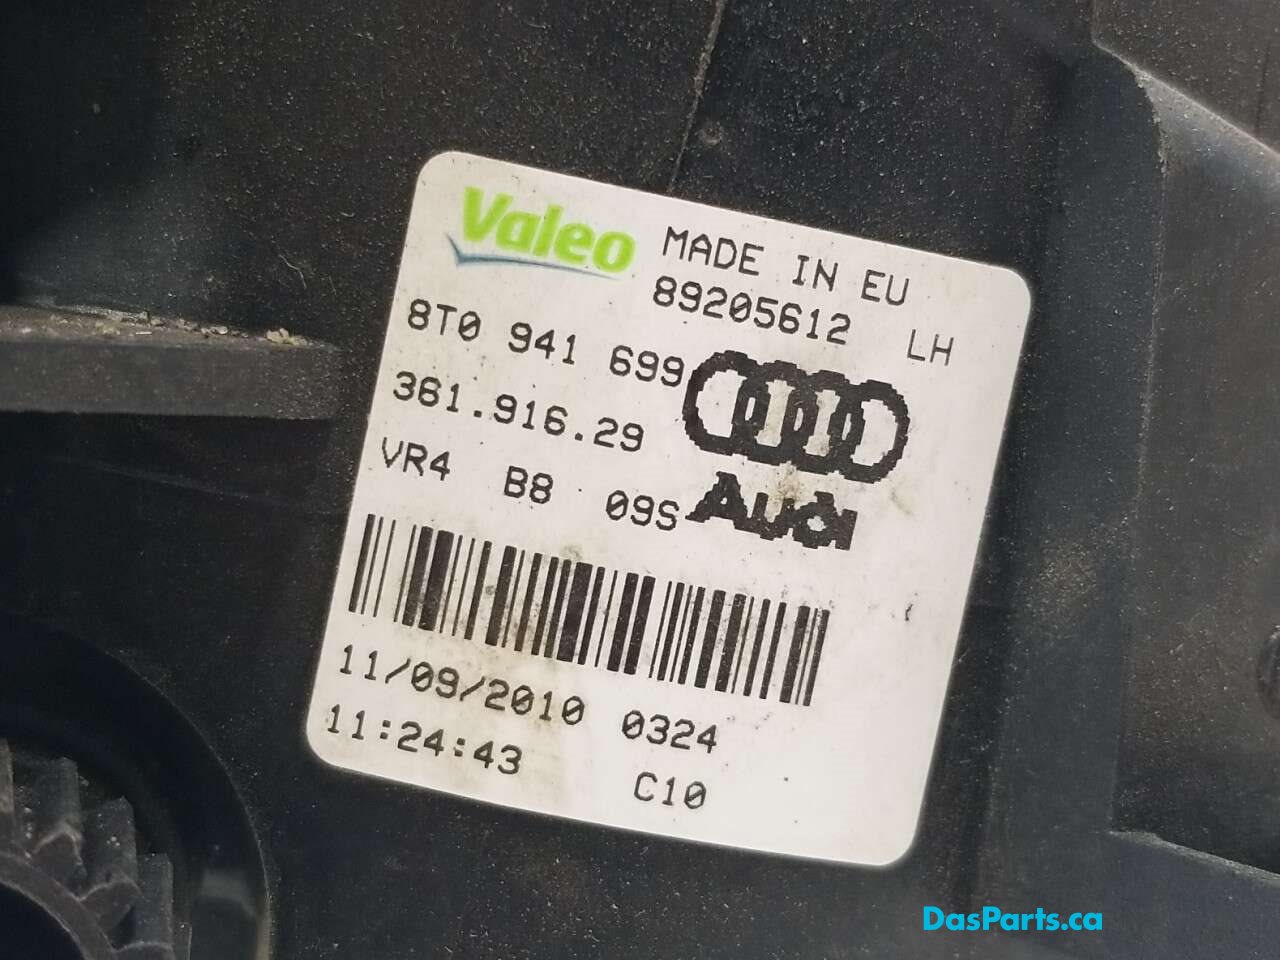 Valeo MADE IN EU
89205612 LH
8T0 941 699
361.916.29
VR4 B8 09S
Audi
11/09/2010 0324
11:24:43 C10
DasParts.ca